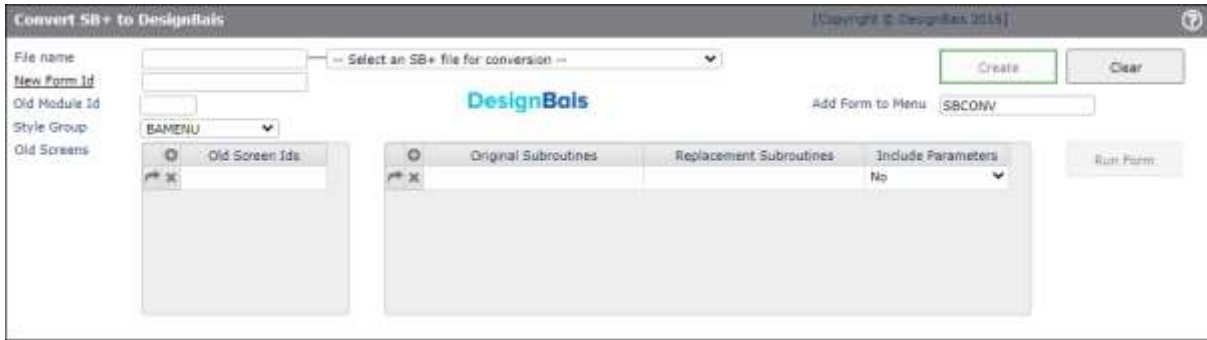 Convert SB+ to DesignBais [Copyright © DesignBais 2016]
File name -- Select an SB+ file for conversion -- Create Clear
New Form Id
Old Module Id DesignBais Add Form to Menu SBCONV
Style Group BAMENU
Old Screens Old Screen Ids Original Subroutines Replacement Subroutines Include Parameters Run Form
No